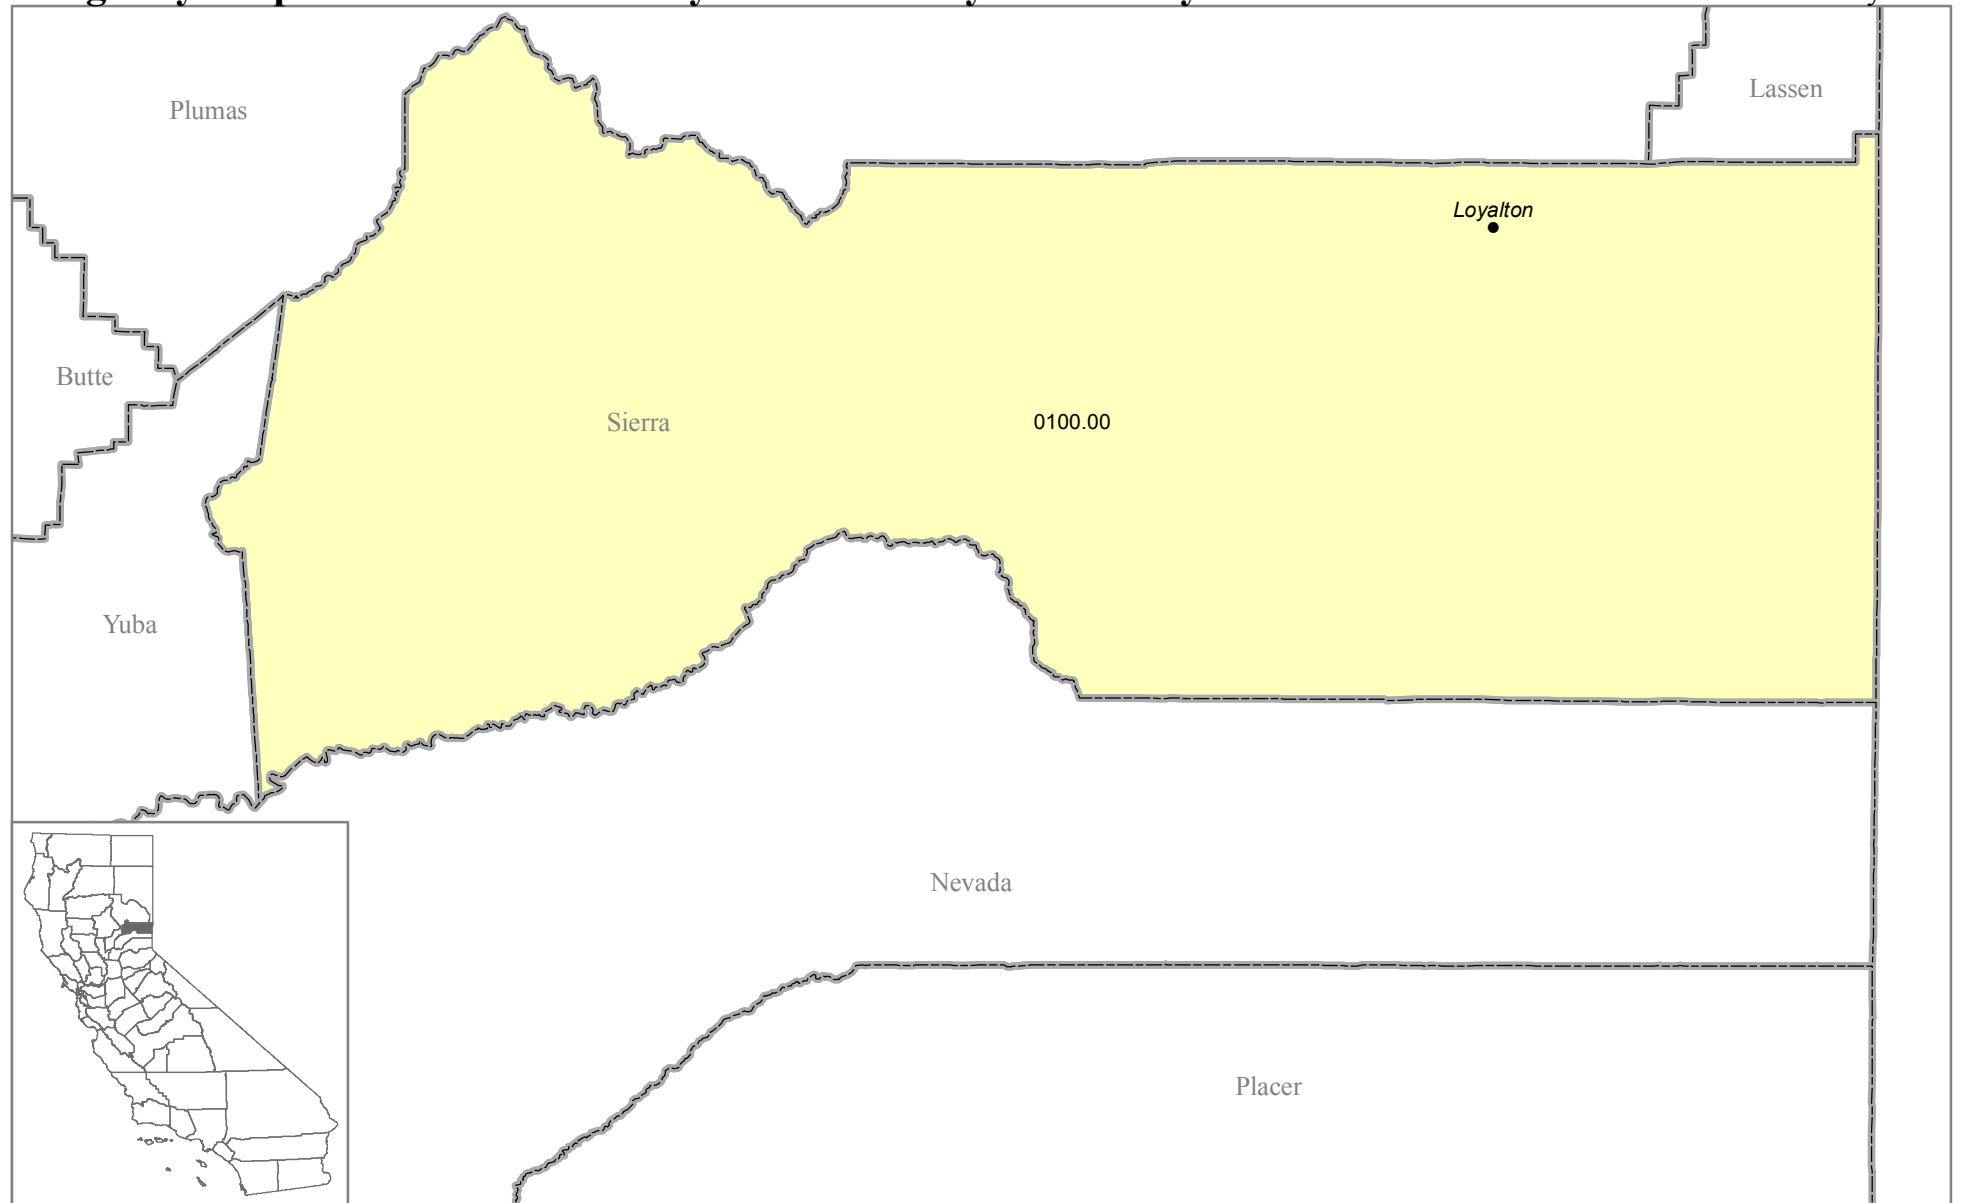 Lassen
Plumas
Loyalton
Butte
Sierra
0100.00
Yuba
Nevada
Placer